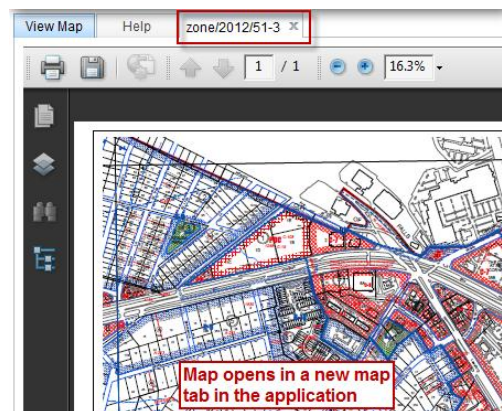 View Map Help zone/2012/51-3 x
1 / 1 16.3%
Map opens in a new map
tab in the application